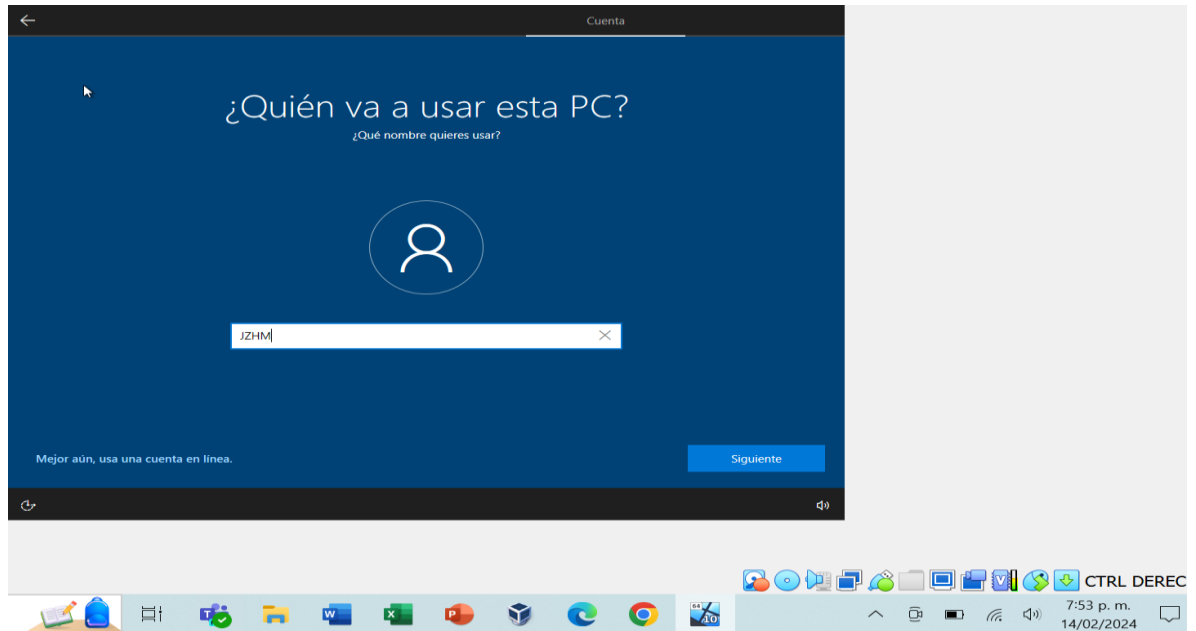 Cuenta
¿Quién va a usar esta PC?
¿Qué nombre quieres usar?
JZHM
Mejor aún, usa una cuenta en línea.
Siguiente
CTRL DEREC
7:53 p. m.
14/02/2024